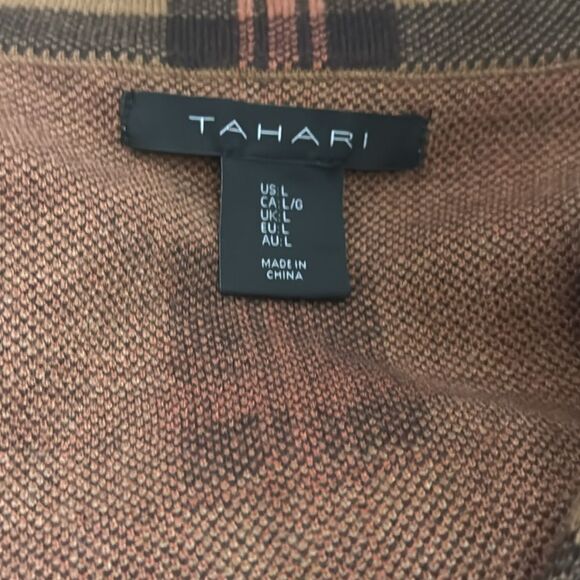 TAHARI
US: L
CA: L/G
UK: L
EU: L
AU: L
MADE IN
CHINA